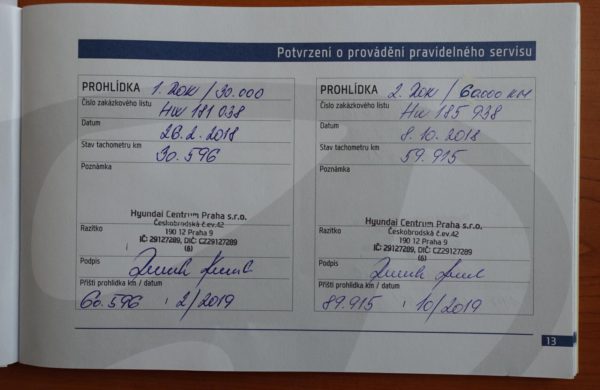 Potvrzení o provádění pravidelného servisu
PROHLÍDKA 1. ROK / 30.000
Číslo zakázkového listu
HW 181 038
Datum
26.2.2018
Stav tachometru km
30.596
Poznámka
Hyundai Centrum Praha s.r.o.
Českobrodská č.ev.42
190 12 Praha 9
Razítko
IČ: 29127289, DIČ: CZ29127289
(6)
Podpis
Příští prohlídka km / datum
60.596 / 2/2019
PROHLÍDKA 2. ROK / 60000 KM
Číslo zakázkového listu
HW 185 938
Datum
8.10.2018
Stav tachometru km
59.915
Poznámka
Hyundai Centrum Praha s.r.o.
Českobrodská č.ev.42
190 12 Praha 9
Razítko
IČ: 29127289, DIČ: CZ29127289
(6)
Podpis
Příští prohlídka km / datum
89.915 / 10/2019
13